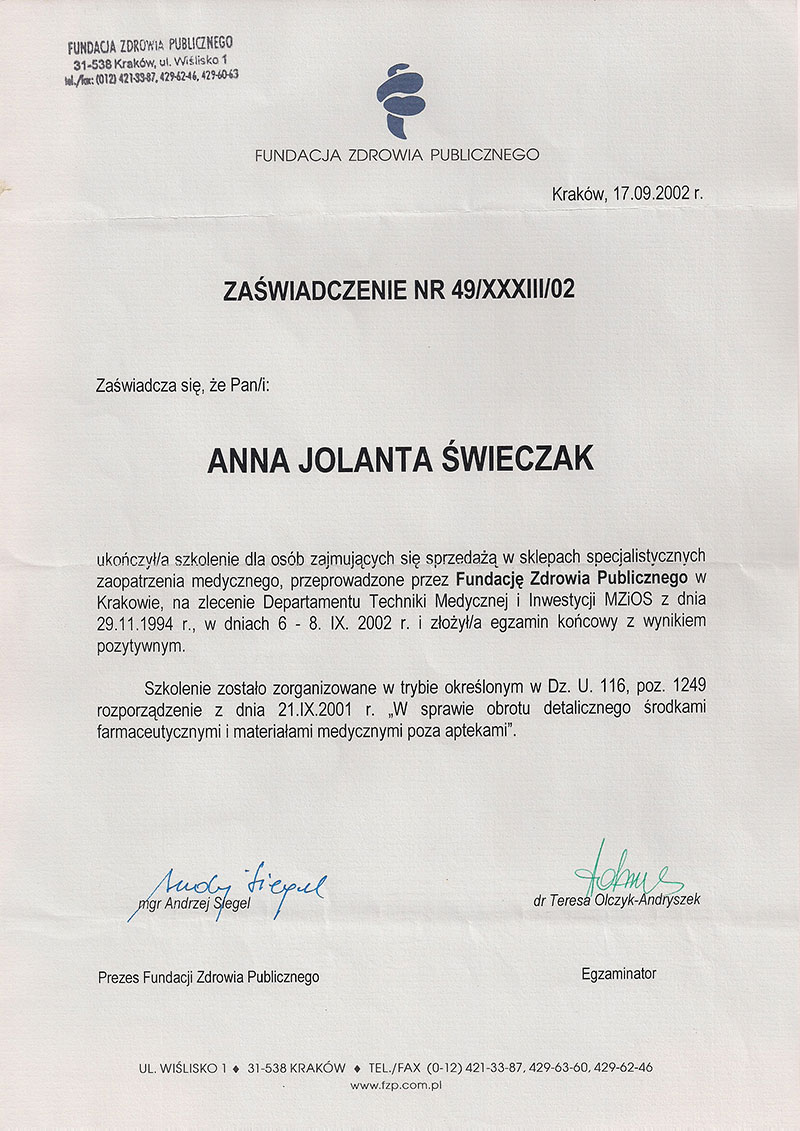 FUNDACJA ZDROWIA PUBLICZNEGO
31-538 Kraków, ul. Wiślisko 1
tel./fax: (012) 421-33-87, 429-62-46, 429-60-63
FUNDACJA ZDROWIA PUBLICZNEGO
Kraków, 17.09.2002 r.
ZAŚWIADCZENIE NR 49/XXXIII/02
Zaświadcza się, że Pan/i:
ANNA JOLANTA ŚWIECZAK
ukończył/a szkolenie dla osób zajmujących się sprzedażą w sklepach specjalistycznych
zaopatrzenia medycznego, przeprowadzone przez Fundację Zdrowia Publicznego w
Krakowie, na zlecenie Departamentu Techniki Medycznej i Inwestycji MZiOS z dnia
29.11.1994 r., w dniach 6 - 8. IX. 2002 r. i złożył/a egzamin końcowy z wynikiem
pozytywnym.
Szkolenie zostało zorganizowane w trybie określonym w Dz. U. 116, poz. 1249
rozporządzenie z dnia 21.IX.2001 r. „W sprawie obrotu detalicznego środkami
farmaceutycznymi i materiałami medycznymi poza aptekami”.
mgr Andrzej Siegel
dr Teresa Olczyk-Andryszek
Prezes Fundacji Zdrowia Publicznego
Egzaminator
UL. WIŚLISKO 1 ♦ 31-538 KRAKÓW ♦ TEL./FAX (0-12) 421-33-87, 429-63-60, 429-62-46
www.fzp.com.pl